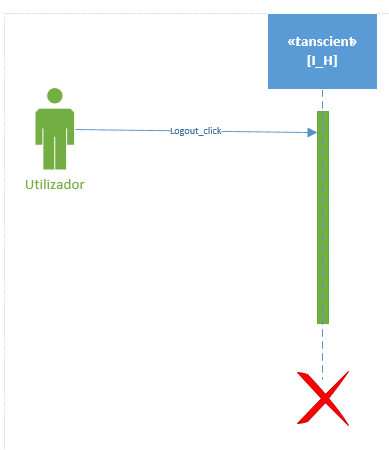 «tanscient»
[I_H]
Logout_click
Utilizador